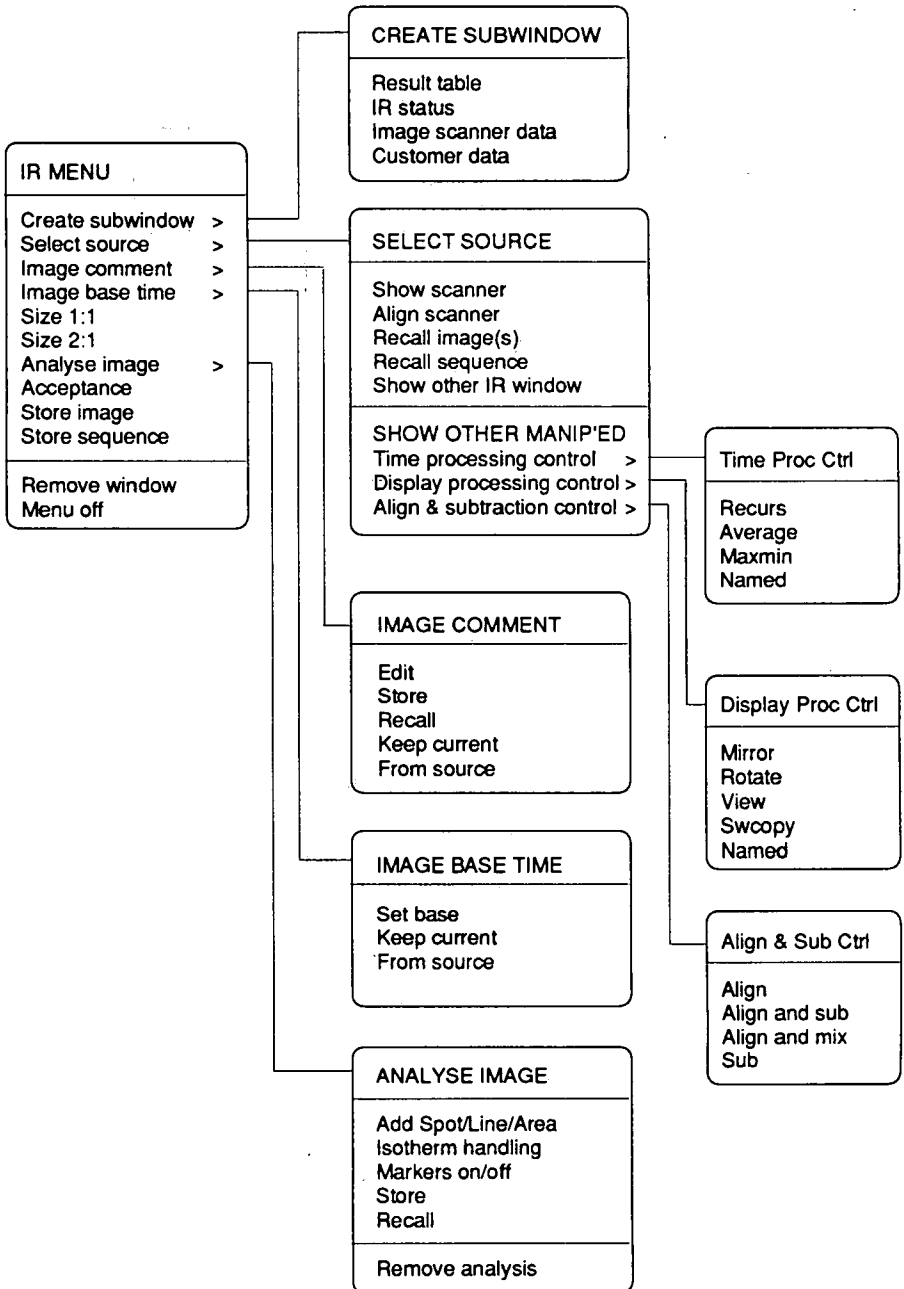 CREATE SUBWINDOW
Result table
IR status
Image scanner data
Customer data
IR MENU
Create subwindow >
Select source >
Image comment >
Image base time >
Size 1:1
Size 2:1
Analyse image >
Acceptance
Store image
Store sequence
Remove window
Menu off
SELECT SOURCE
Show scanner
Align scanner
Recall image(s)
Recall sequence
Show other IR window
SHOW OTHER MANIP'ED
Time processing control >
Display processing control >
Align & subtraction control >
Time Proc Ctrl
Recurs
Average
Maxmin
Named
IMAGE COMMENT
Edit
Store
Recall
Keep current
From source
Display Proc Ctrl
Mirror
Rotate
View
Swcopy
Named
IMAGE BASE TIME
Set base
Keep current
From source
Align & Sub Ctrl
Align
Align and sub
Align and mix
Sub
ANALYSE IMAGE
Add Spot/Line/Area
Isotherm handling
Markers on/off
Store
Recall
Remove analysis